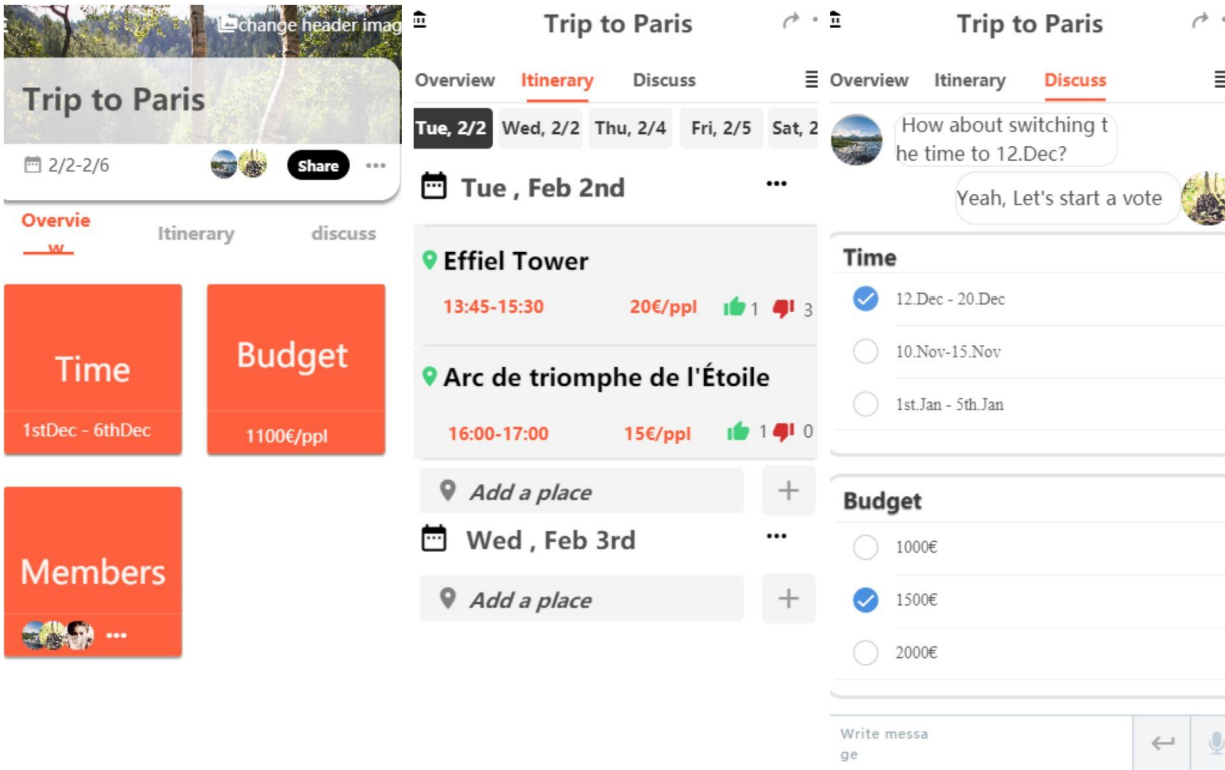 change header imag
Trip to Paris
2/2-2/6
Share
Overvie
w
Itinerary
discuss
Time
1stDec - 6thDec
Budget
1100€/ppl
Members
Trip to Paris
Overview Itinerary Discuss
Tue, 2/2 Wed, 2/2 Thu, 2/4 Fri, 2/5 Sat, 2
Tue , Feb 2nd
Effiel Tower
13:45-15:30 20€/ppl 1 3
Arc de triomphe de l'Étoile
16:00-17:00 15€/ppl 1 0
Add a place
Wed , Feb 3rd
Add a place
Trip to Paris
Overview Itinerary Discuss
How about switching t
he time to 12.Dec?
Yeah, Let's start a vote
Time
12.Dec - 20.Dec
10.Nov-15.Nov
1st.Jan - 5th.Jan
Budget
1000€
1500€
2000€
Write messa
ge